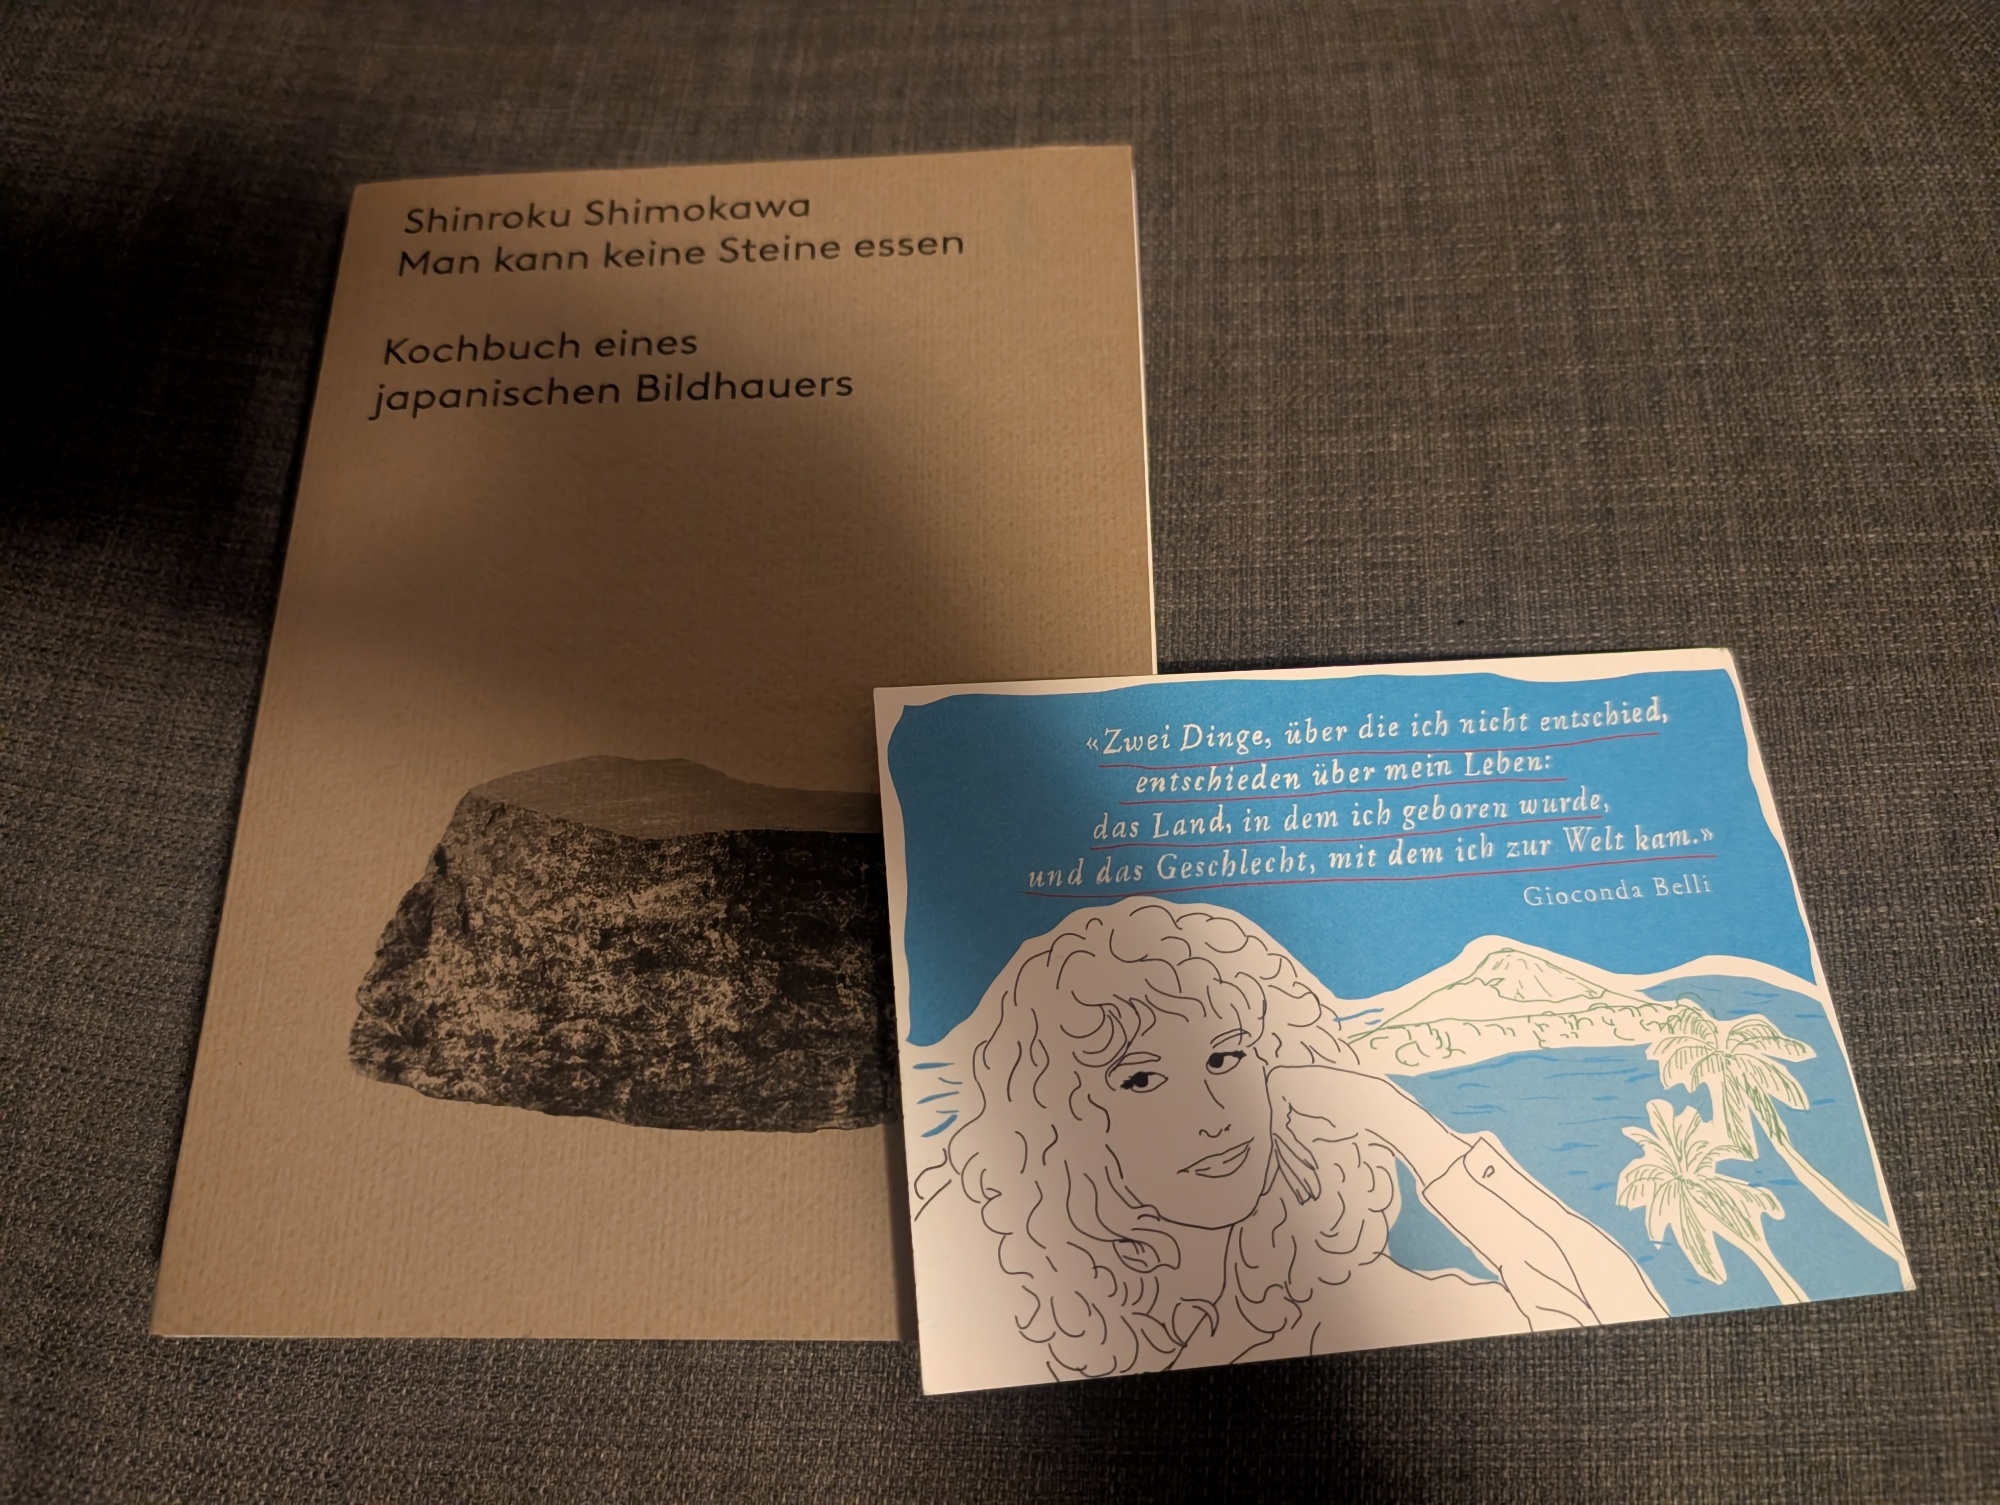 Shinroku Shimokawa
Man kann keine Steine essen
Kochbuch eines
japanischen Bildhauers
«Zwei Dinge, über die ich nicht entschied,
entschieden über mein Leben:
das Land, in dem ich geboren wurde,
und das Geschlecht, mit dem ich zur Welt kam.»
Gioconda Belli